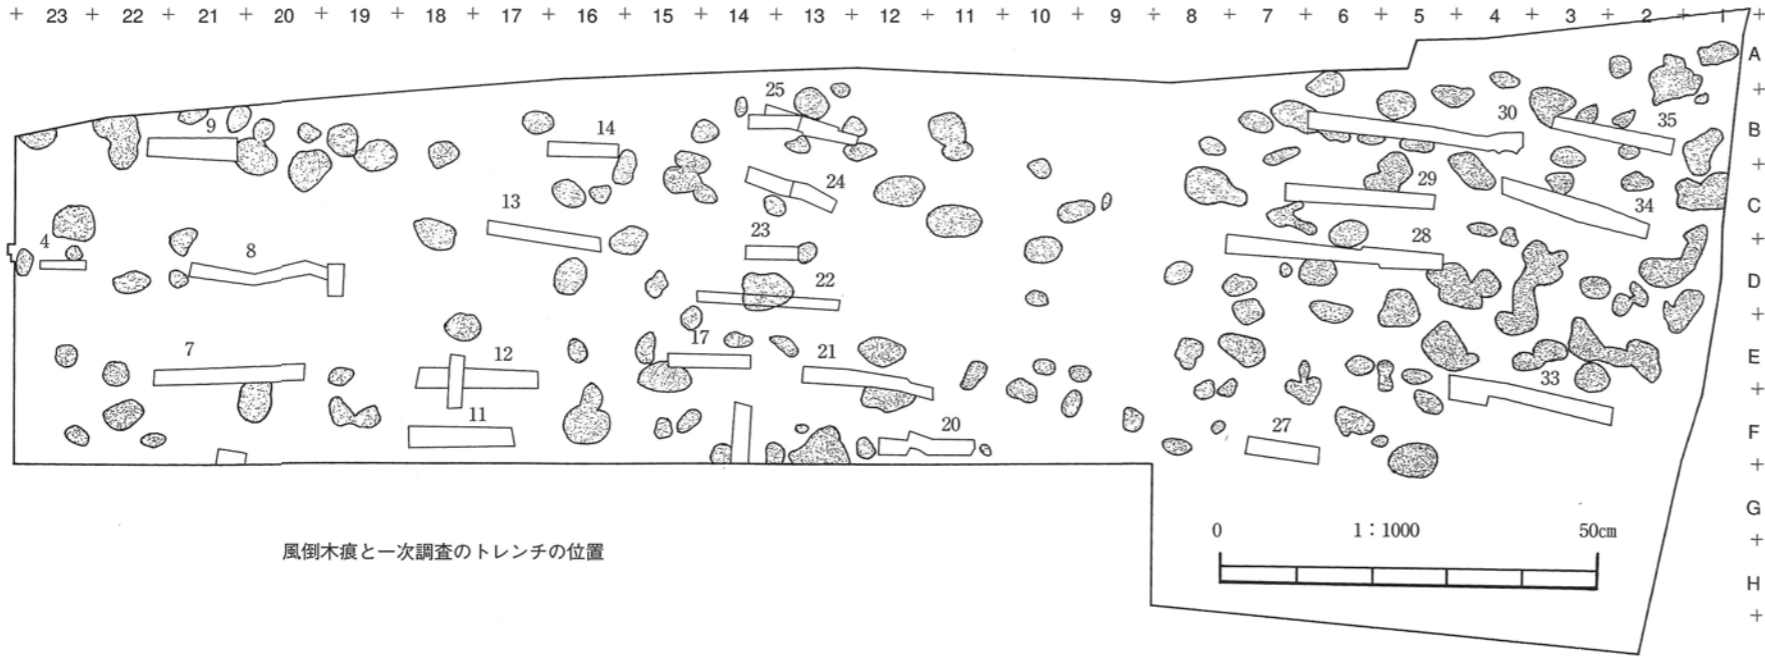 + 23 + 22 + 21 + 20 + 19 + 18 + 17 + 16 + 15 + 14 + 13 + 12 + 11 + 10 + 9 + 8 + 7 + 6 + 5 + 4 + 3 + 2 + 1 +
A
+
25
30
35
9
14
B
+
29
24
34
13
C
4
23
28
+
8
22
D
+
17
7
12
21
E
33
+
11
20
27
F
+
G
0 1：1000 50cm
風倒木痕と一次調査のトレンチの位置
+
H
+